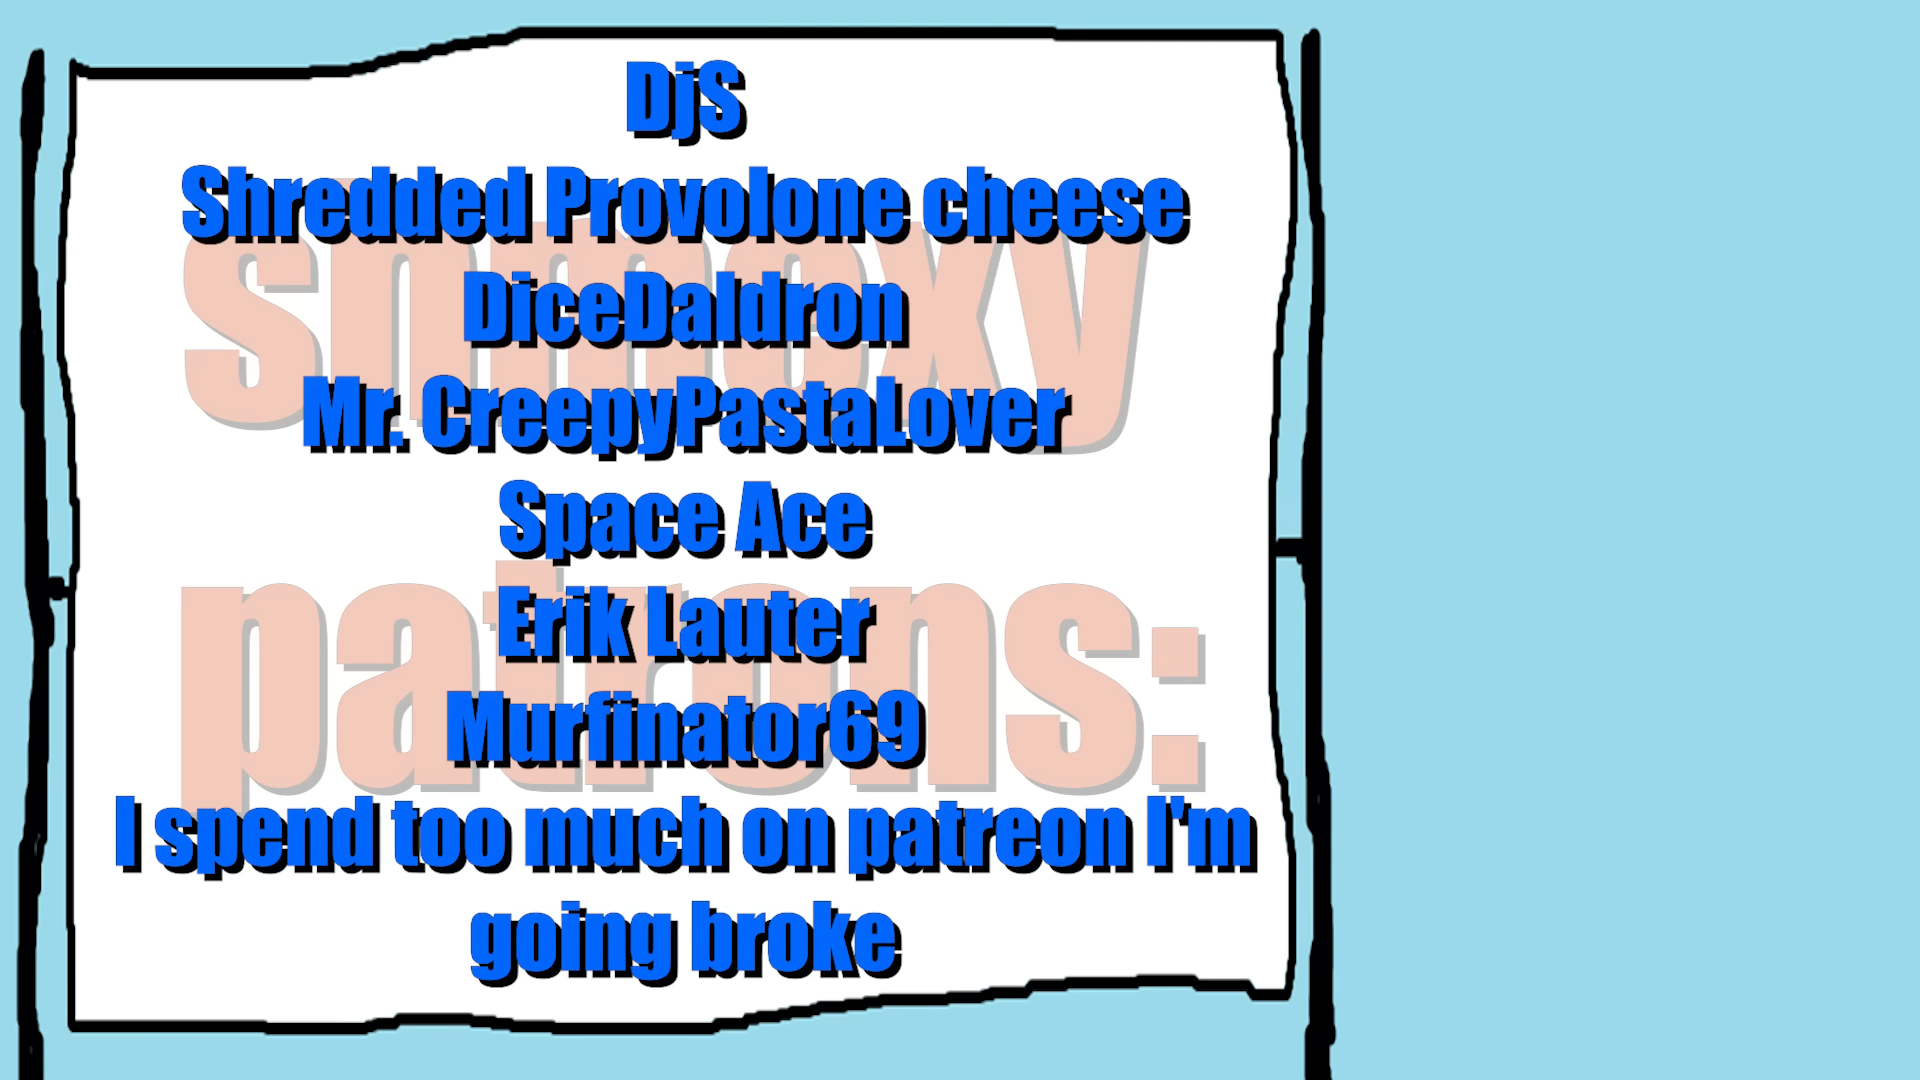 DjS
Shredded Provolone cheese
DiceDaldron
Mr. CreepyPastaLover
Space Ace
Erik Lauter
Murfinator69
I spend too much on patreon I'm
going broke
patrons: